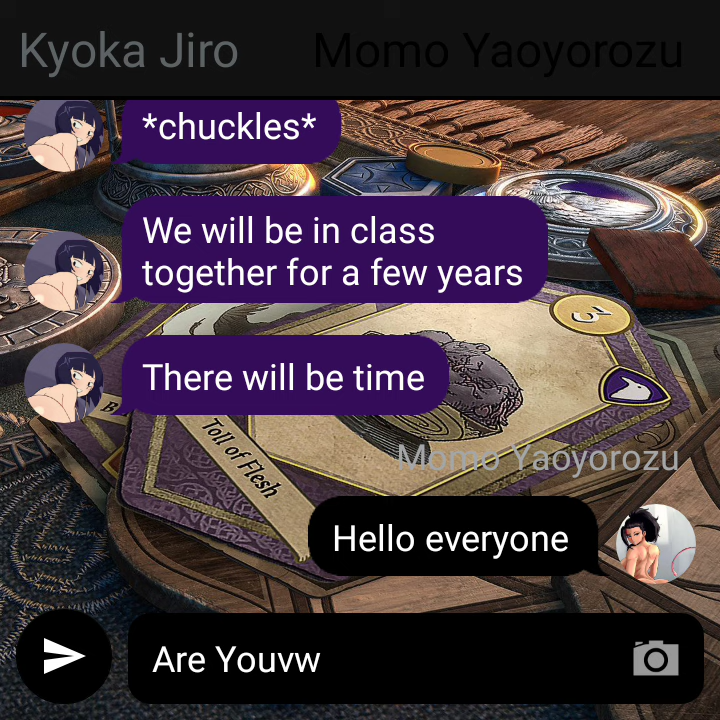 Kyoka Jiro
Momo Yaoyorozu
*chuckles*
We will be in class
together for a few years
There will be time
3
B
Toll of Flesh
Momo Yaoyorozu
Hello everyone
Are Youvw